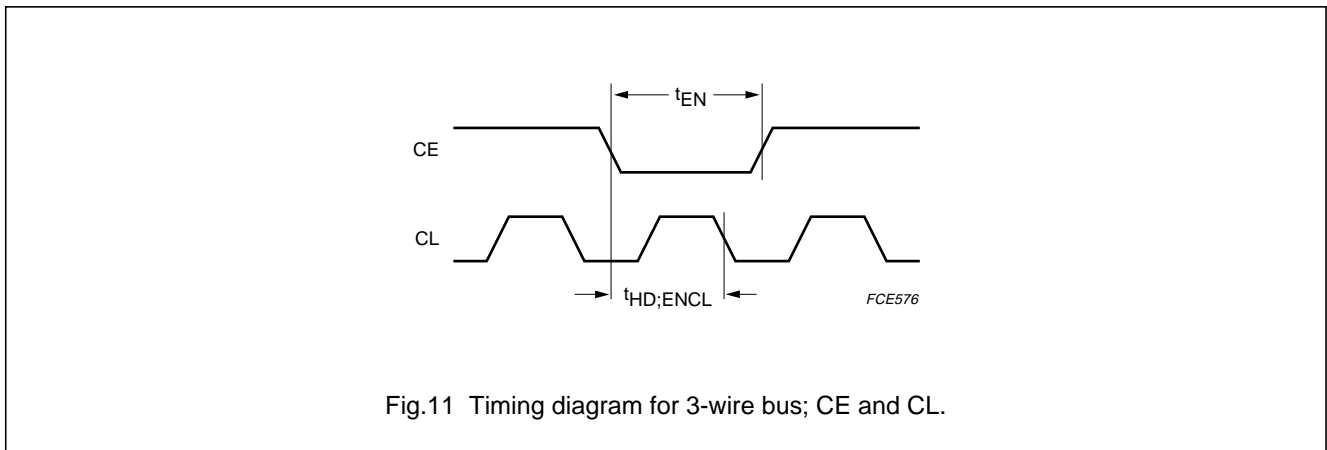 tEN
CE
CL
tHD;ENCL
FCE576
Fig.11 Timing diagram for 3-wire bus; CE and CL.